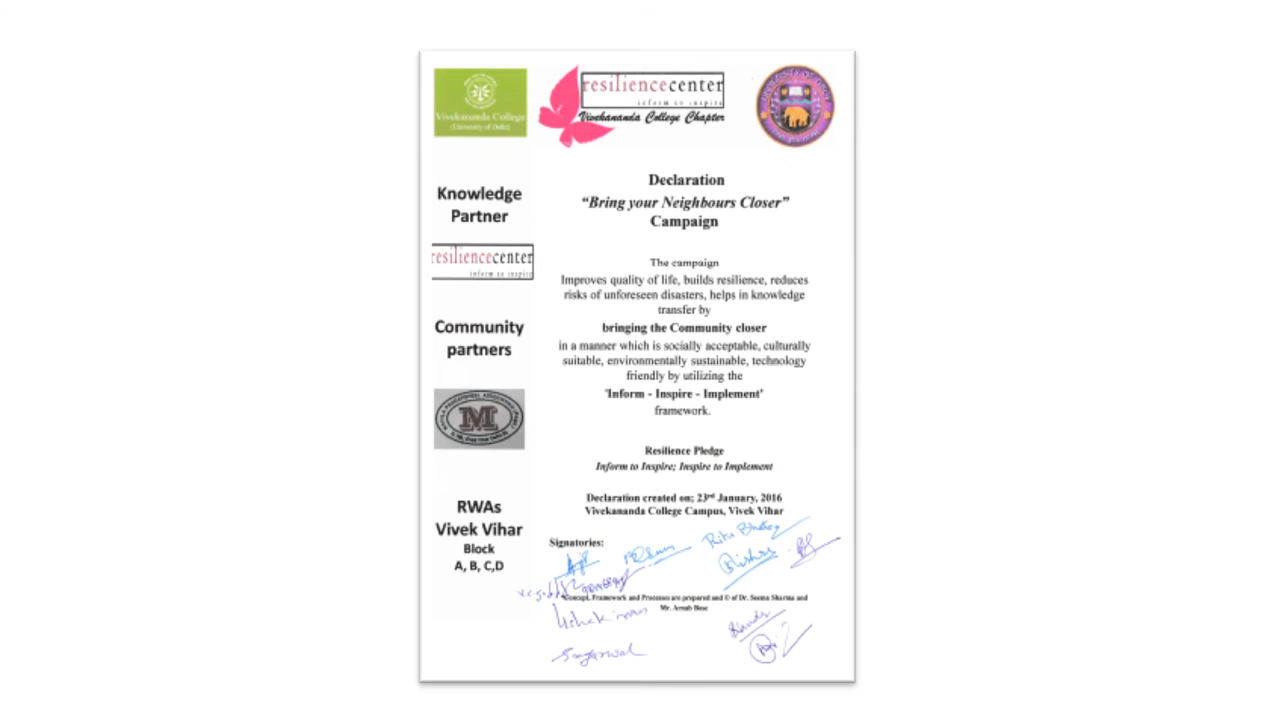 Vivekananda College
(University of Delhi)
resiliencecenter
inform to inspire
Vivekananda College Chapter
UNIVERSITY OF
Knowledge
Partner
resiliencecenter
inform to inspire
Community
partners
M
RWAs
Vivek Vihar
Block
A, B, C,D
Declaration
“Bring your Neighbours Closer”
Campaign
The campaign
Improves quality of life, builds resilience, reduces
risks of unforeseen disasters, helps in knowledge
transfer by
bringing the Community closer
in a manner which is socially acceptable, culturally
suitable, environmentally sustainable, technology
friendly by utilizing the
'Inform - Inspire - Implement'
framework.
Resilience Pledge
Inform to Inspire; Inspire to Implement
Declaration created on; 23rd January, 2016
Vivekananda College Campus, Vivek Vihar
Signatories:
Concept, Framework and Processes are prepared and © of Dr. Seema Sharma and
Mr. Arnab Bose